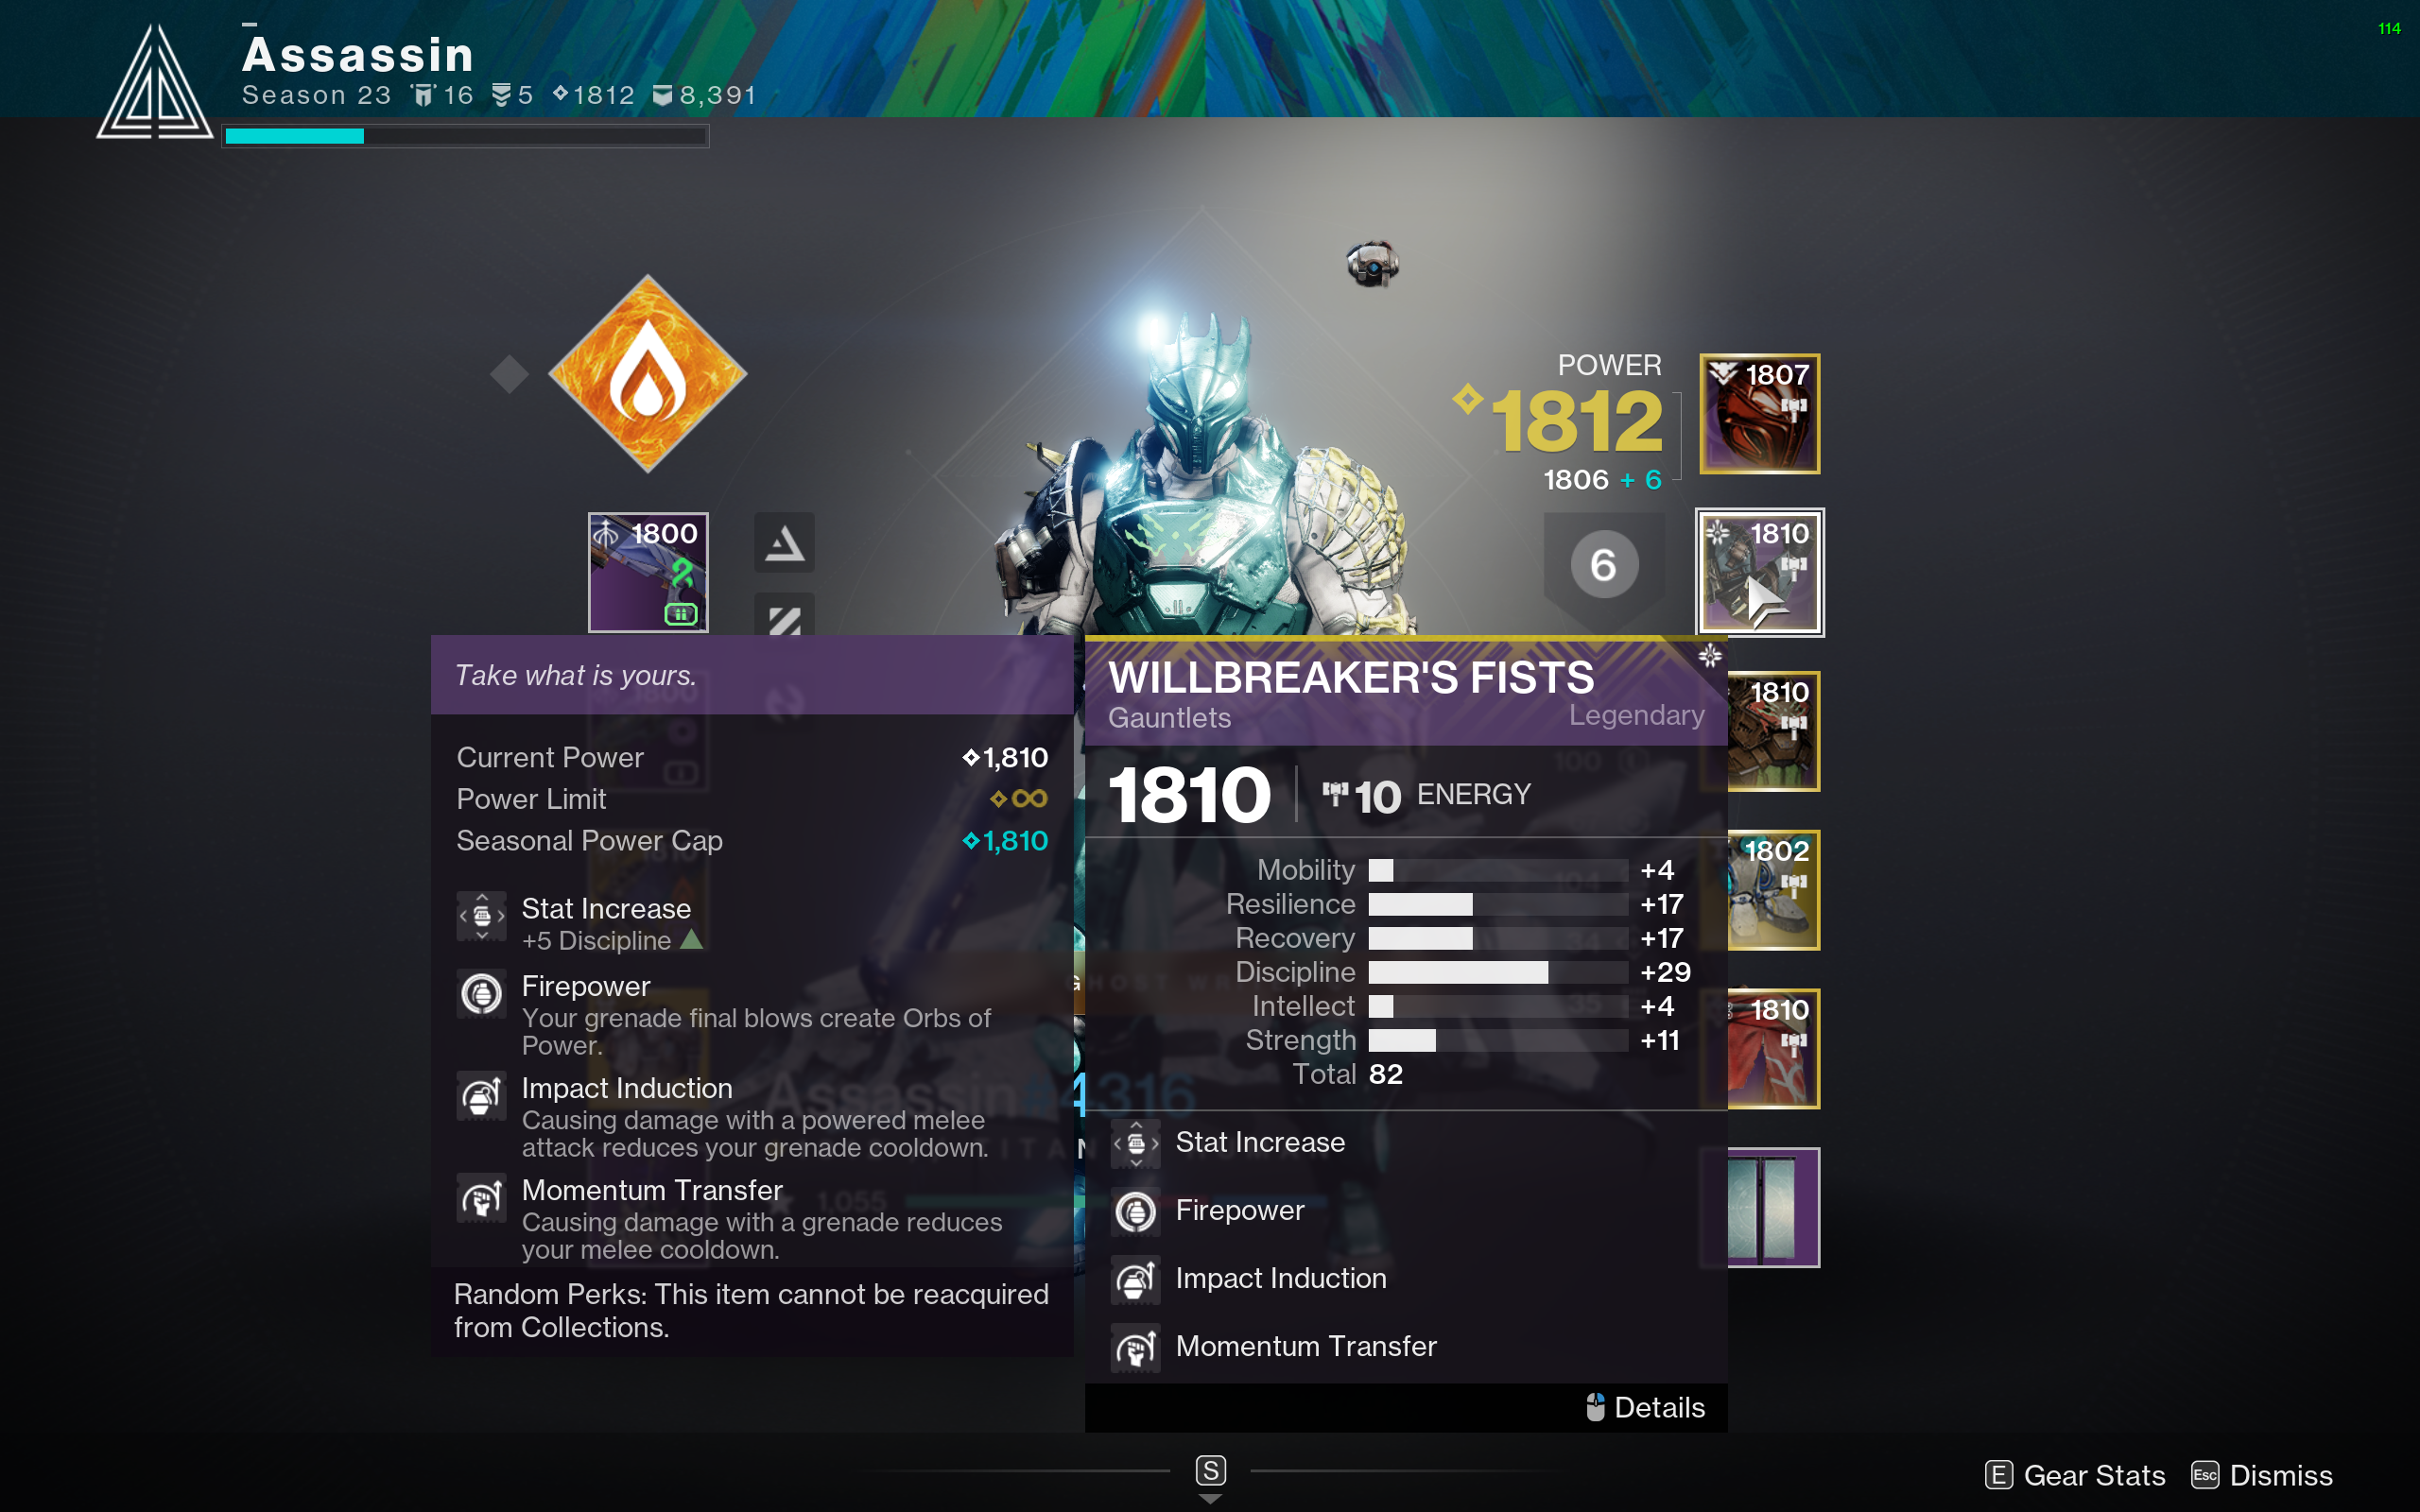 114
Assassin
Season 23 16 5 1812 8,391
POWER
1812
1806 + 6
1807
1800
6
1810
1810
1802
1810
Take what is yours.
Current Power 1,810
Power Limit ∞
Seasonal Power Cap 1,810
Stat Increase
+5 Discipline
Firepower
Your grenade final blows create Orbs of
Power.
Impact Induction
Causing damage with a powered melee
attack reduces your grenade cooldown.
Momentum Transfer
Causing damage with a grenade reduces
your melee cooldown.
Random Perks: This item cannot be reacquired
from Collections.
WILLBREAKER'S FISTS
Gauntlets Legendary
1810 10 ENERGY
Mobility +4
Resilience +17
Recovery +17
Discipline +29
Intellect +4
Strength +11
Total 82
Stat Increase
Firepower
Impact Induction
Momentum Transfer
Details
Assassin#4316
1,055
S
E Gear Stats Esc Dismiss